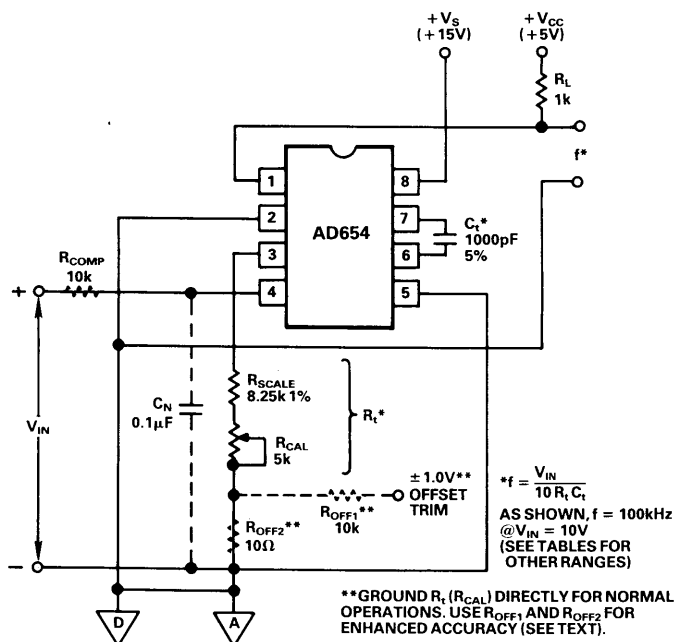 +VS
(+15V)
+VCC
(+5V)
RL
1k
f*
1
2
3
4
AD654
8
7
6
5
Ct*
1000pF
5%
RCOMP
10k
+
VIN
–
CN
0.1µF
RSCALE
8.25k 1%
Rt*
RCAL
5k
±1.0V**
OFFSET
TRIM
ROFF1**
10k
ROFF2**
10Ω
D
A
*f = VIN
10 Rt Ct
AS SHOWN, f = 100kHz
@VIN = 10V
(SEE TABLES FOR
OTHER RANGES)
**GROUND Rt (RCAL) DIRECTLY FOR NORMAL
OPERATIONS. USE ROFF1 AND ROFF2 FOR
ENHANCED ACCURACY (SEE TEXT).